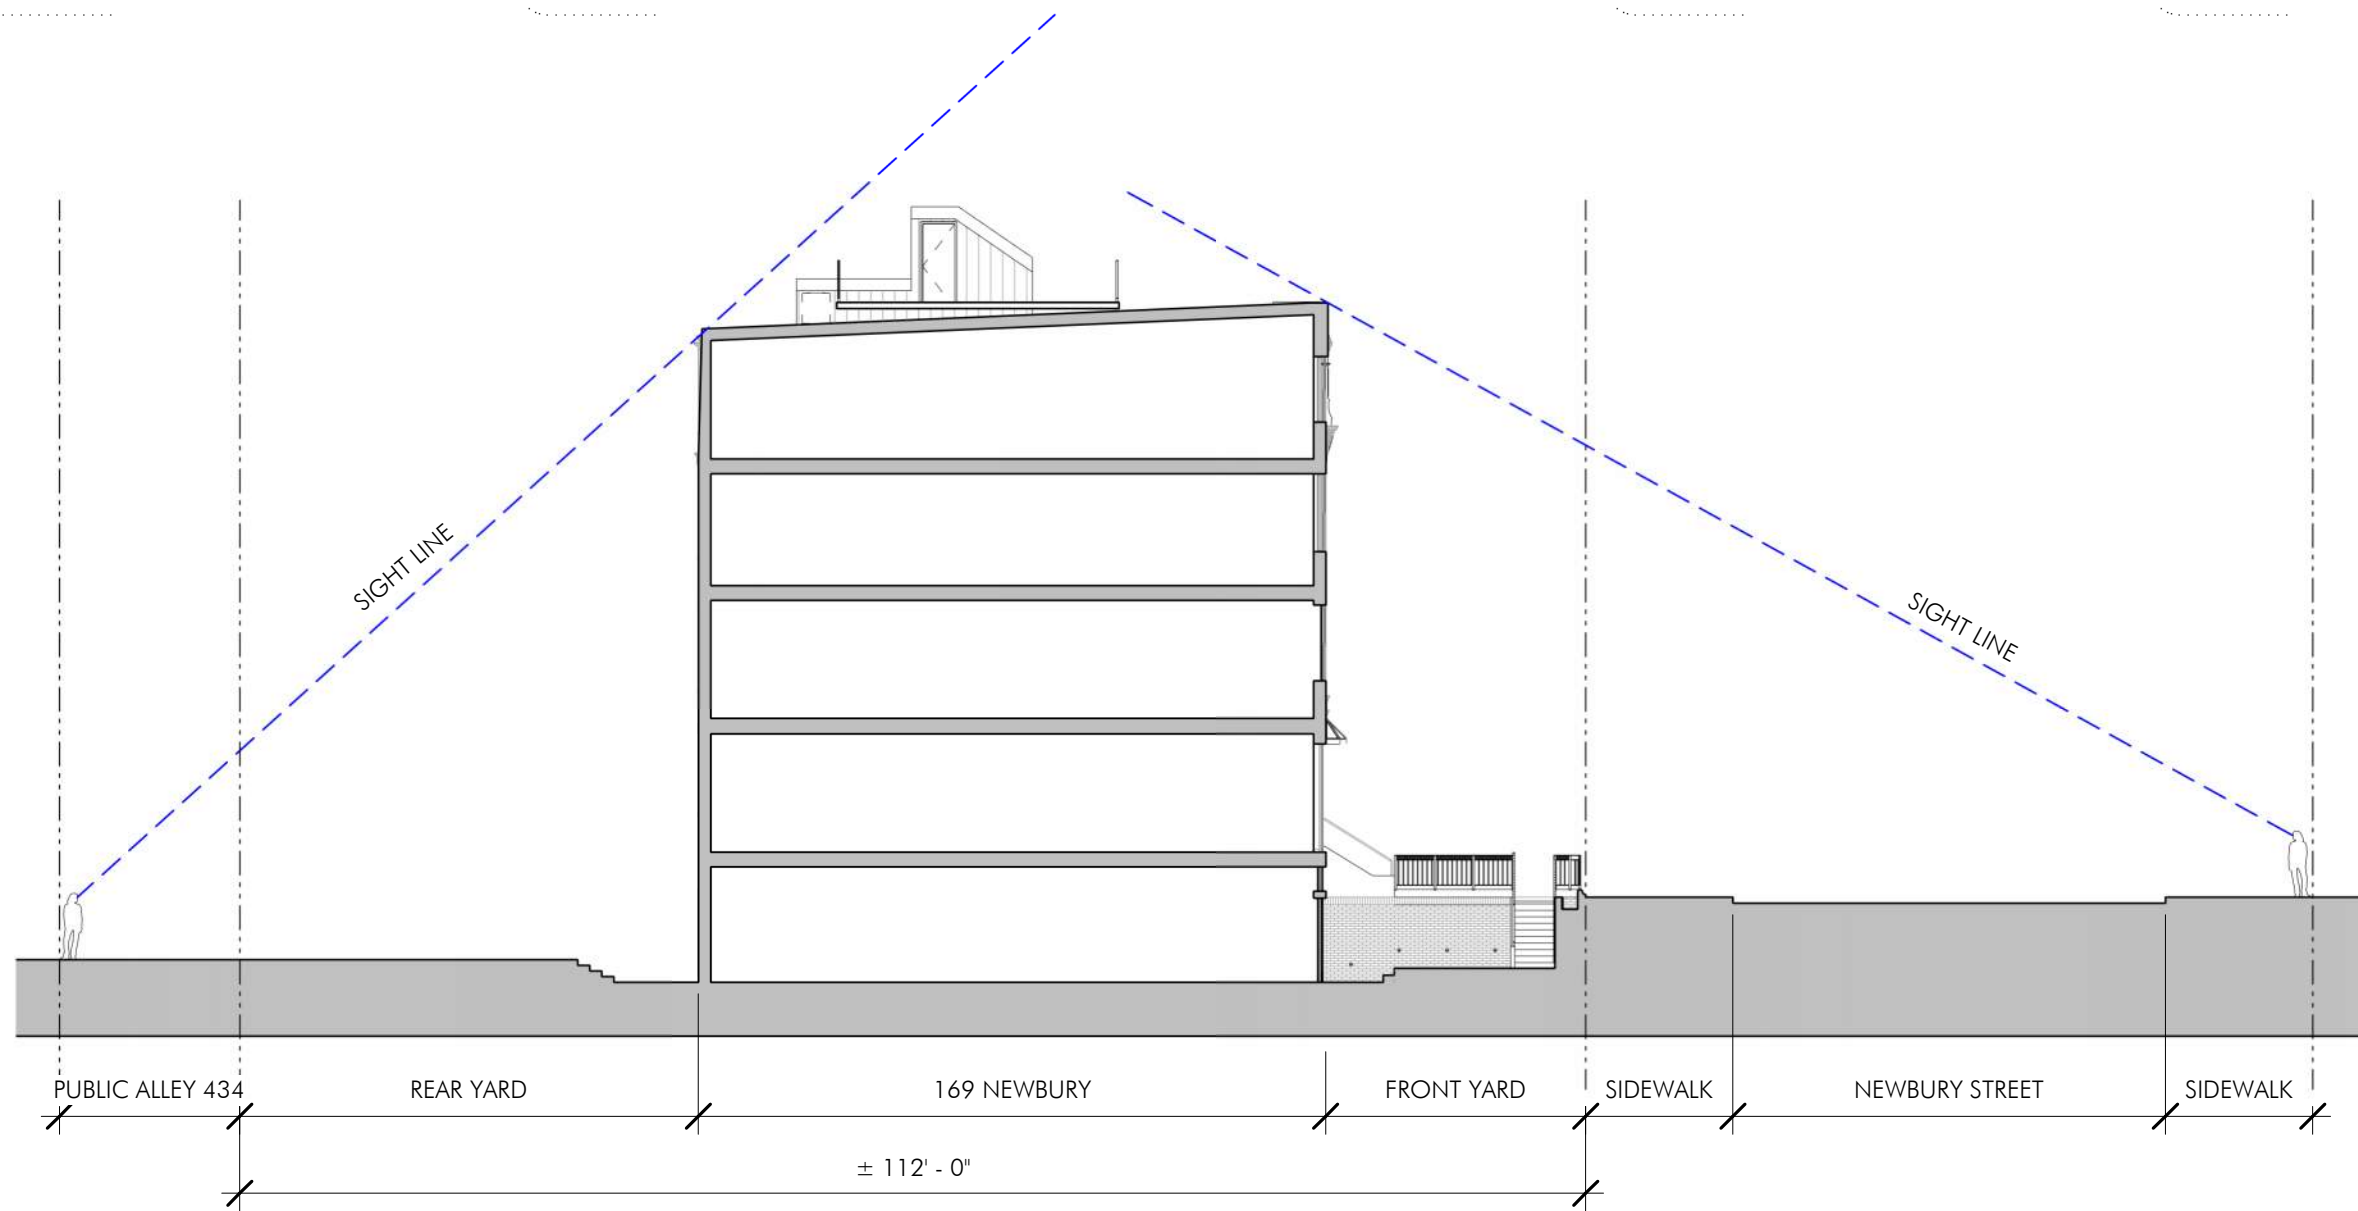 SIGHT LINE
SIGHT LINE
PUBLIC ALLEY 434
REAR YARD
169 NEWBURY
FRONT YARD
SIDEWALK
NEWBURY STREET
SIDEWALK
± 112' - 0"